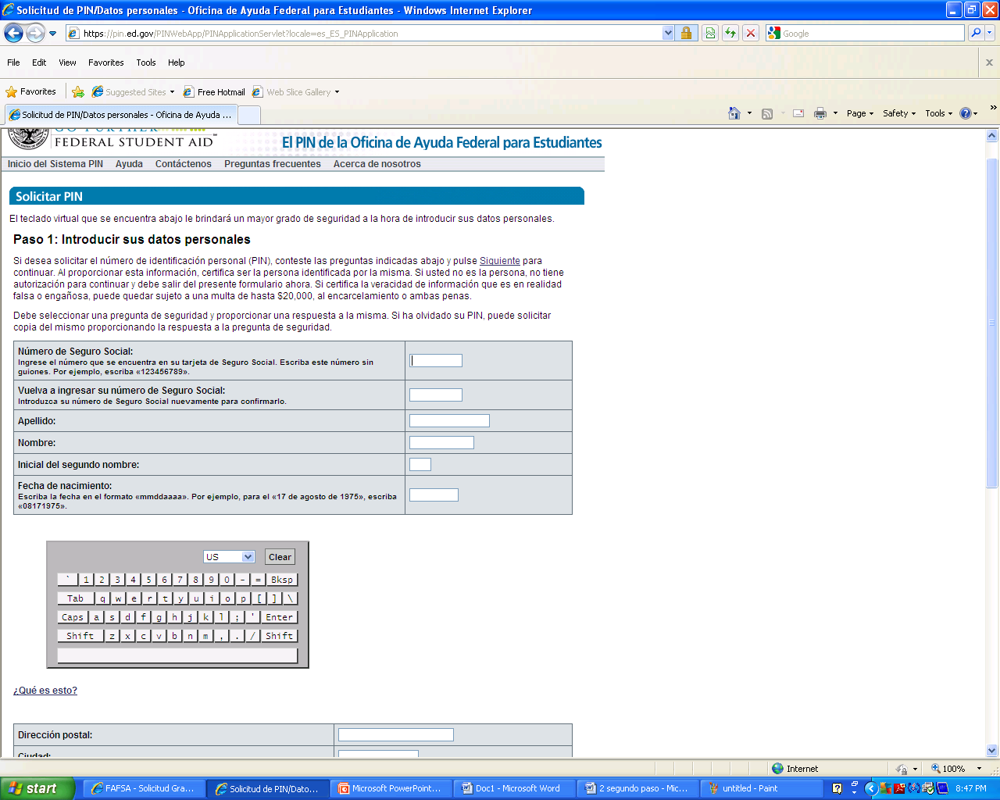 Solicitud de PIN/Datos personales - Oficina de Ayuda Federal para Estudiantes - Windows Internet Explorer
https://pin.ed.gov/PINWebApp/PINApplicationServlet?locale=es_ES_PINApplication
Google
File Edit View Favorites Tools Help
x
Favorites Suggested Sites Free Hotmail Web Slice Gallery
Solicitud de PIN/Datos personales - Oficina de Ayuda ...
Page Safety Tools »
GO FURTHER
FEDERAL STUDENT AID™
El PIN de la Oficina de Ayuda Federal para Estudiantes
Inicio del Sistema PIN Ayuda Contáctenos Preguntas frecuentes Acerca de nosotros
Solicitar PIN
El teclado virtual que se encuentra abajo le brindará un mayor grado de seguridad a la hora de introducir sus datos personales.
Paso 1: Introducir sus datos personales
Si desea solicitar el número de identificación personal (PIN), conteste las preguntas indicadas abajo y pulse Siguiente para
continuar. Al proporcionar esta información, certifica ser la persona identificada por la misma. Si usted no es la persona, no tiene
autorización para continuar y debe salir del presente formulario ahora. Si certifica la veracidad de información que es en realidad
falsa o engañosa, puede quedar sujeto a una multa de hasta $20,000, al encarcelamiento o ambas penas.
Debe seleccionar una pregunta de seguridad y proporcionar una respuesta a la misma. Si ha olvidado su PIN, puede solicitar
copia del mismo proporcionando la respuesta a la pregunta de seguridad.
Número de Seguro Social:
Ingrese el número que se encuentra en su tarjeta de Seguro Social. Escriba este número sin
guiones. Por ejemplo, escriba «123456789».
Vuelva a ingresar su número de Seguro Social:
Introduzca su número de Seguro Social nuevamente para confirmarlo.
Apellido:
Nombre:
Inicial del segundo nombre:
Fecha de nacimiento:
Escriba la fecha en el formato «mmddaaaa». Por ejemplo, para el «17 de agosto de 1975», escriba
«08171975».
US Clear
` 1 2 3 4 5 6 7 8 9 0 - = Bksp
Tab q w e r t y u i o p [ ] \
Caps a s d f g h j k l ; ' Enter
Shift z x c v b n m , . / Shift
¿Qué es esto?
Dirección postal:
Ciudad:
Internet 100%
start FAFSA - Solicitud Gra... Solicitud de PIN/Dato... Microsoft PowerPoint... Doc1 - Microsoft Word 2 segundo paso - Mic... untitled - Paint 8:47 PM